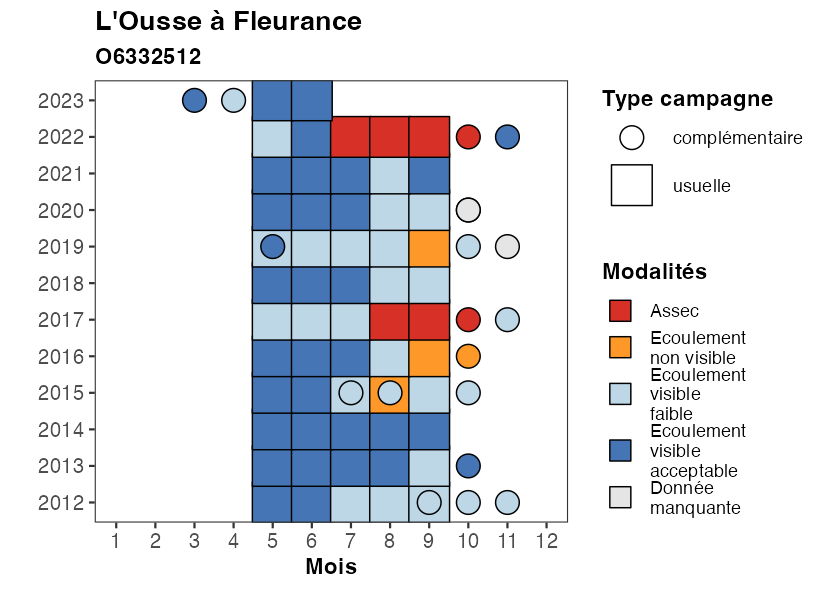 L'Ousse à Fleurance
O6332512
2023
2022
2021
2020
2019
2018
2017
2016
2015
2014
2013
2012
1 2 3 4 5 6 7 8 9 10 11 12
Mois
Type campagne
complémentaire
usuelle
Modalités
Assec
Ecoulement
non visible
Ecoulement
visible
faible
Ecoulement
visible
acceptable
Donnée
manquante